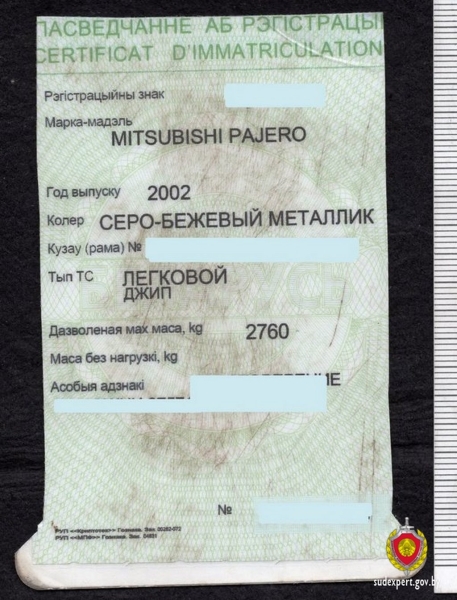 ПАСВЕДЧАННЕ АБ РЭГІСТРАЦЫІ
CERTIFICAT D'IMMATRICULATION
Рэгістрацыйны знак
Марка-мадэль
MITSUBISHI PAJERO
Год выпуску 2002
Колер СЕРО-БЕЖЕВЫЙ МЕТАЛЛИК
Кузаў (рама) №
Тып ТС ЛЕГКОВОЙ
ДЖИП
Дазволеная мах маса, kg 2760
Маса без нагрузкі, kg
Асобыя адзнакі
№
sudexpert.gov.b